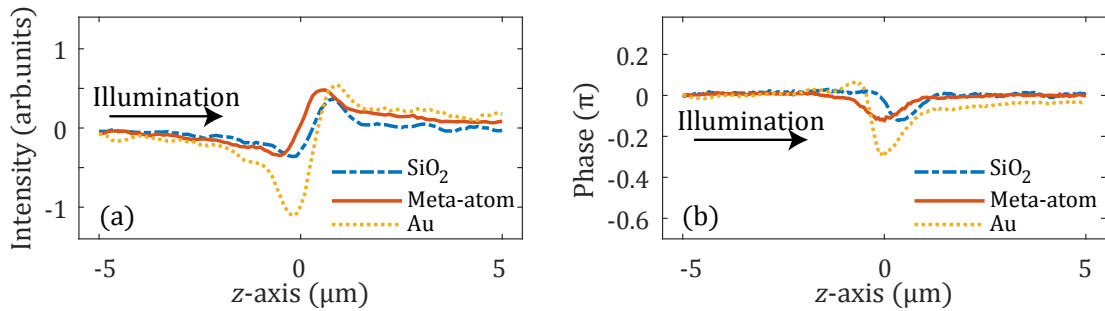 Intensity (arb.units)
1
0
-1
Illumination
SiO₂
Meta-atom
Au
(a)
-5 0 5
z-axis (μm)
Phase (π)
0.2
0
-0.2
-0.4
-0.6
Illumination
SiO₂
Meta-atom
Au
(b)
-5 0 5
z-axis (μm)